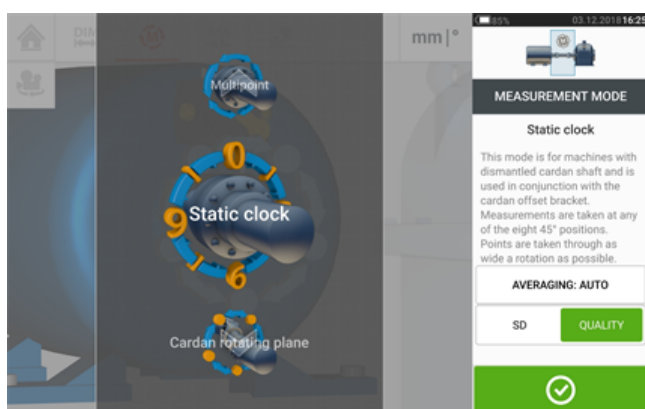 DIM
mm|°
85%
03.12.2018 16:25
Multipoint
0
9
Static clock
6
Cardan rotating plane
MEASUREMENT MODE
Static clock
This mode is for machines with
dismantled cardan shaft and is
used in conjunction with the
cardan offset bracket.
Measurements are taken at any
of the eight 45° positions.
Points are taken through as
wide a rotation as possible.
AVERAGING: AUTO
SD
QUALITY